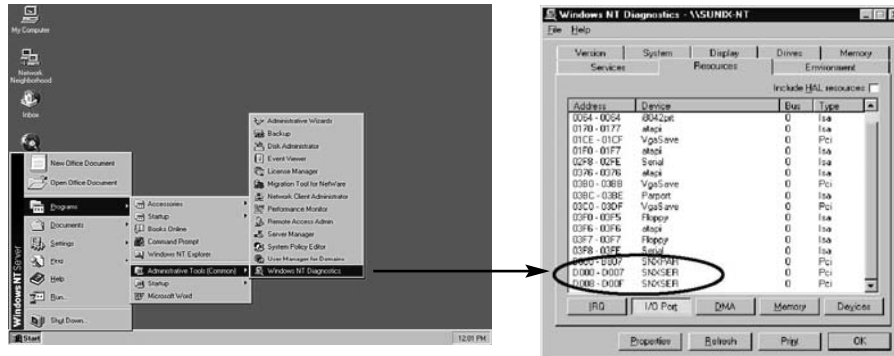 My Computer
Network
Neighborhood
Inbox
New Office Document
Open Office Document
Programs
Documents
Settings
Find
Help
Run...
Shut Down...
Windows NT Server
Start
12:01 PM
Accessories
Startup
Books Online
Command Prompt
Windows NT Explorer
Administrative Tools (Common)
Startup
Microsoft Word
Administrative Wizards
Backup
Disk Administrator
Event Viewer
License Manager
Migration Tool for NetWare
Network Client Administrator
Performance Monitor
Remote Access Admin
Server Manager
System Policy Editor
User Manager for Domains
Windows NT Diagnostics
Windows NT Diagnostics - \\SUNIX-NT
File Help
Version System Display Drives Memory
Services Resources Environment
Include HAL resources
Address Device Bus Type
0064 - 0064 i8042prt 0 Isa
0170 - 0177 atapi 0 Isa
01CE - 01CF VgaSave 0 Pci
01F0 - 01F7 atapi 0 Isa
02F8 - 02FE Serial 0 Isa
0376 - 0376 atapi 0 Isa
03B0 - 03BB VgaSave 0 Pci
03BC - 03BE Parport 0 Isa
03C0 - 03DF VgaSave 0 Pci
03F0 - 03F5 Floppy 0 Isa
03F6 - 03F6 atapi 0 Isa
03F7 - 03F7 Floppy 0 Isa
03F8 - 03FE Serial 0 Isa
SNXPAR 0 Pci
D000 - D007 SNXSER 0 Pci
D008 - D00F SNXSER 0 Pci
IRQ I/O Port DMA Memory Devices
Properties Refresh Print OK